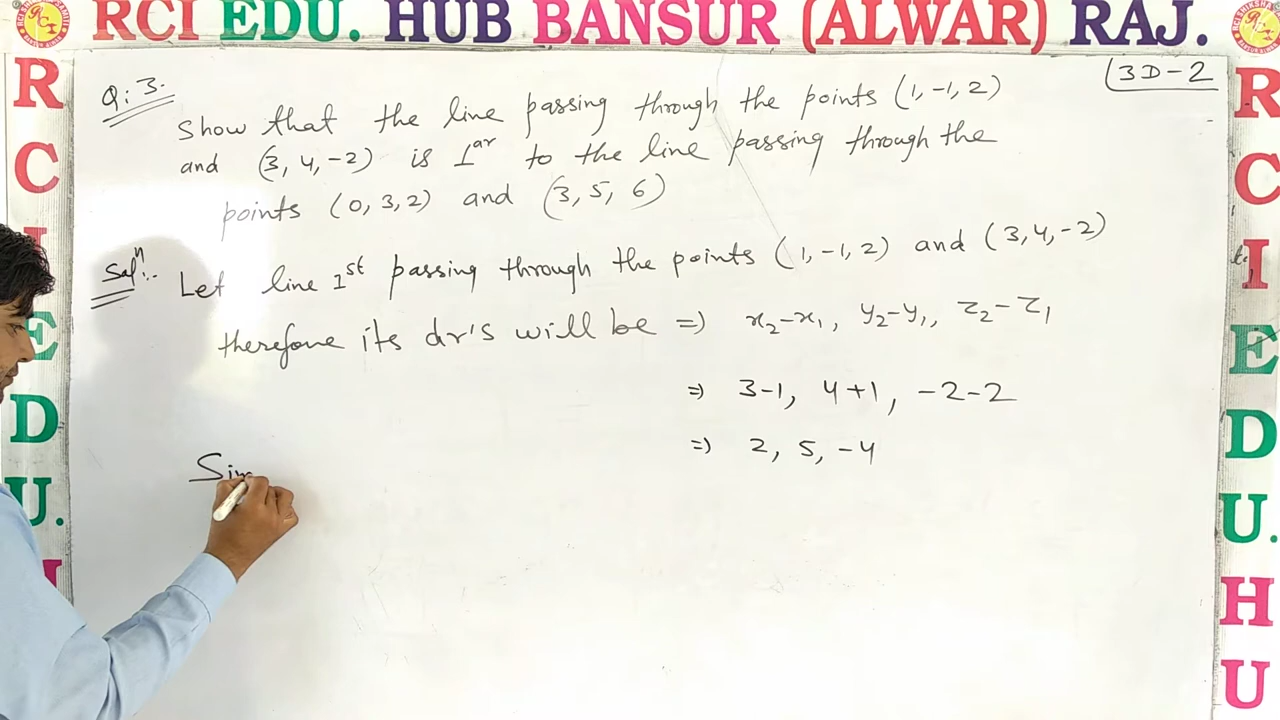 RCI EDU. HUB BANSUR (ALWAR) RAJ.
3D-2
Q:3.
Show that the line passing through the points (1,-1,2)
and (3,4,-2) is ⊥ar to the line passing through the
points (0,3,2) and (3,5,6)
Solⁿ:-
Let line 1st passing through the points (1,-1,2) and (3,4,-2)
therefore its dr's will be => x₂-x₁, y₂-y₁, z₂-z₁
=> 3-1, 4+1, -2-2
=> 2, 5, -4
Sim
R
C
I
E
D
U.
R
C
I
E
D
U.
H
U